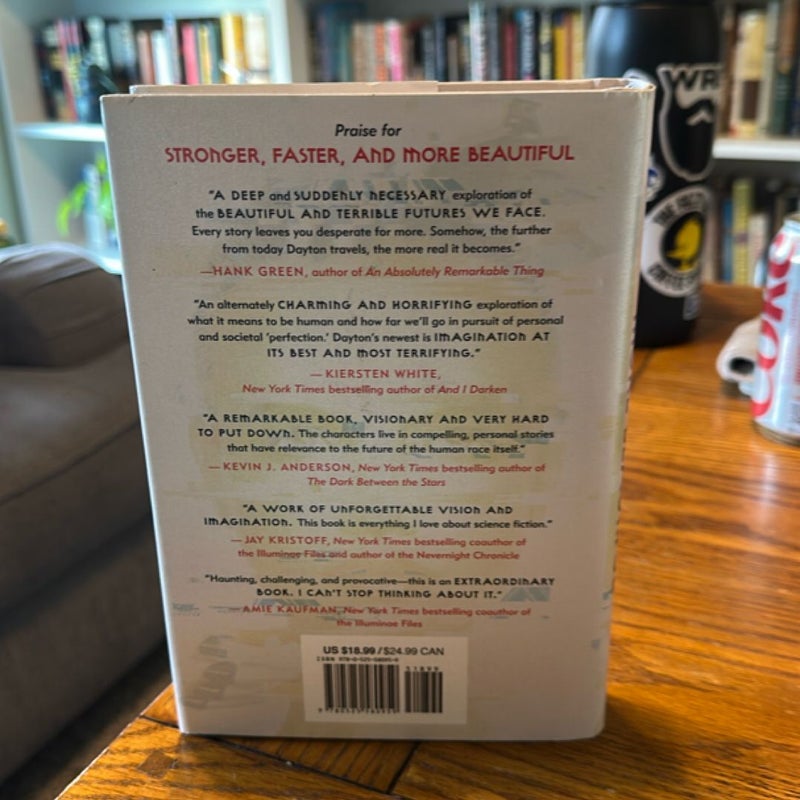 Praise for
STRONGER, FASTER, AND MORE BEAUTIFUL
"A DEEP and SUDDENLY NECESSARY exploration of
the BEAUTIFUL AND TERRIBLE FUTURES WE FACE.
Every story leaves you desperate for more. Somehow, the further
from today Dayton travels, the more real it becomes."
—HANK GREEN, author of An Absolutely Remarkable Thing
"An alternately CHARMING AND HORRIFYING exploration of
what it means to be human and how far we'll go in pursuit of personal
and societal 'perfection.' Dayton's newest is IMAGINATION AT
ITS BEST AND MOST TERRIFYING."
—KIERSTEN WHITE,
New York Times bestselling author of And I Darken
"A REMARKABLE BOOK, VISIONARY AND VERY HARD
TO PUT DOWN. The characters live in compelling, personal stories
that have relevance to the future of the human race itself."
—KEVIN J. ANDERSON, New York Times bestselling author of
The Dark Between the Stars
"A WORK OF UNFORGETTABLE VISION AND
IMAGINATION. This book is everything I love about science fiction."
—JAY KRISTOFF, New York Times bestselling coauthor of
the Illuminae Files and author of the Nevernight Chronicle
"Haunting, challenging, and provocative—this is an EXTRAORDINARY
BOOK. I CAN'T STOP THINKING ABOUT IT."
—AMIE KAUFMAN, New York Times bestselling coauthor of
the Illuminae Files
US $18.99 / $24.99 CAN
51899
WR
COKE